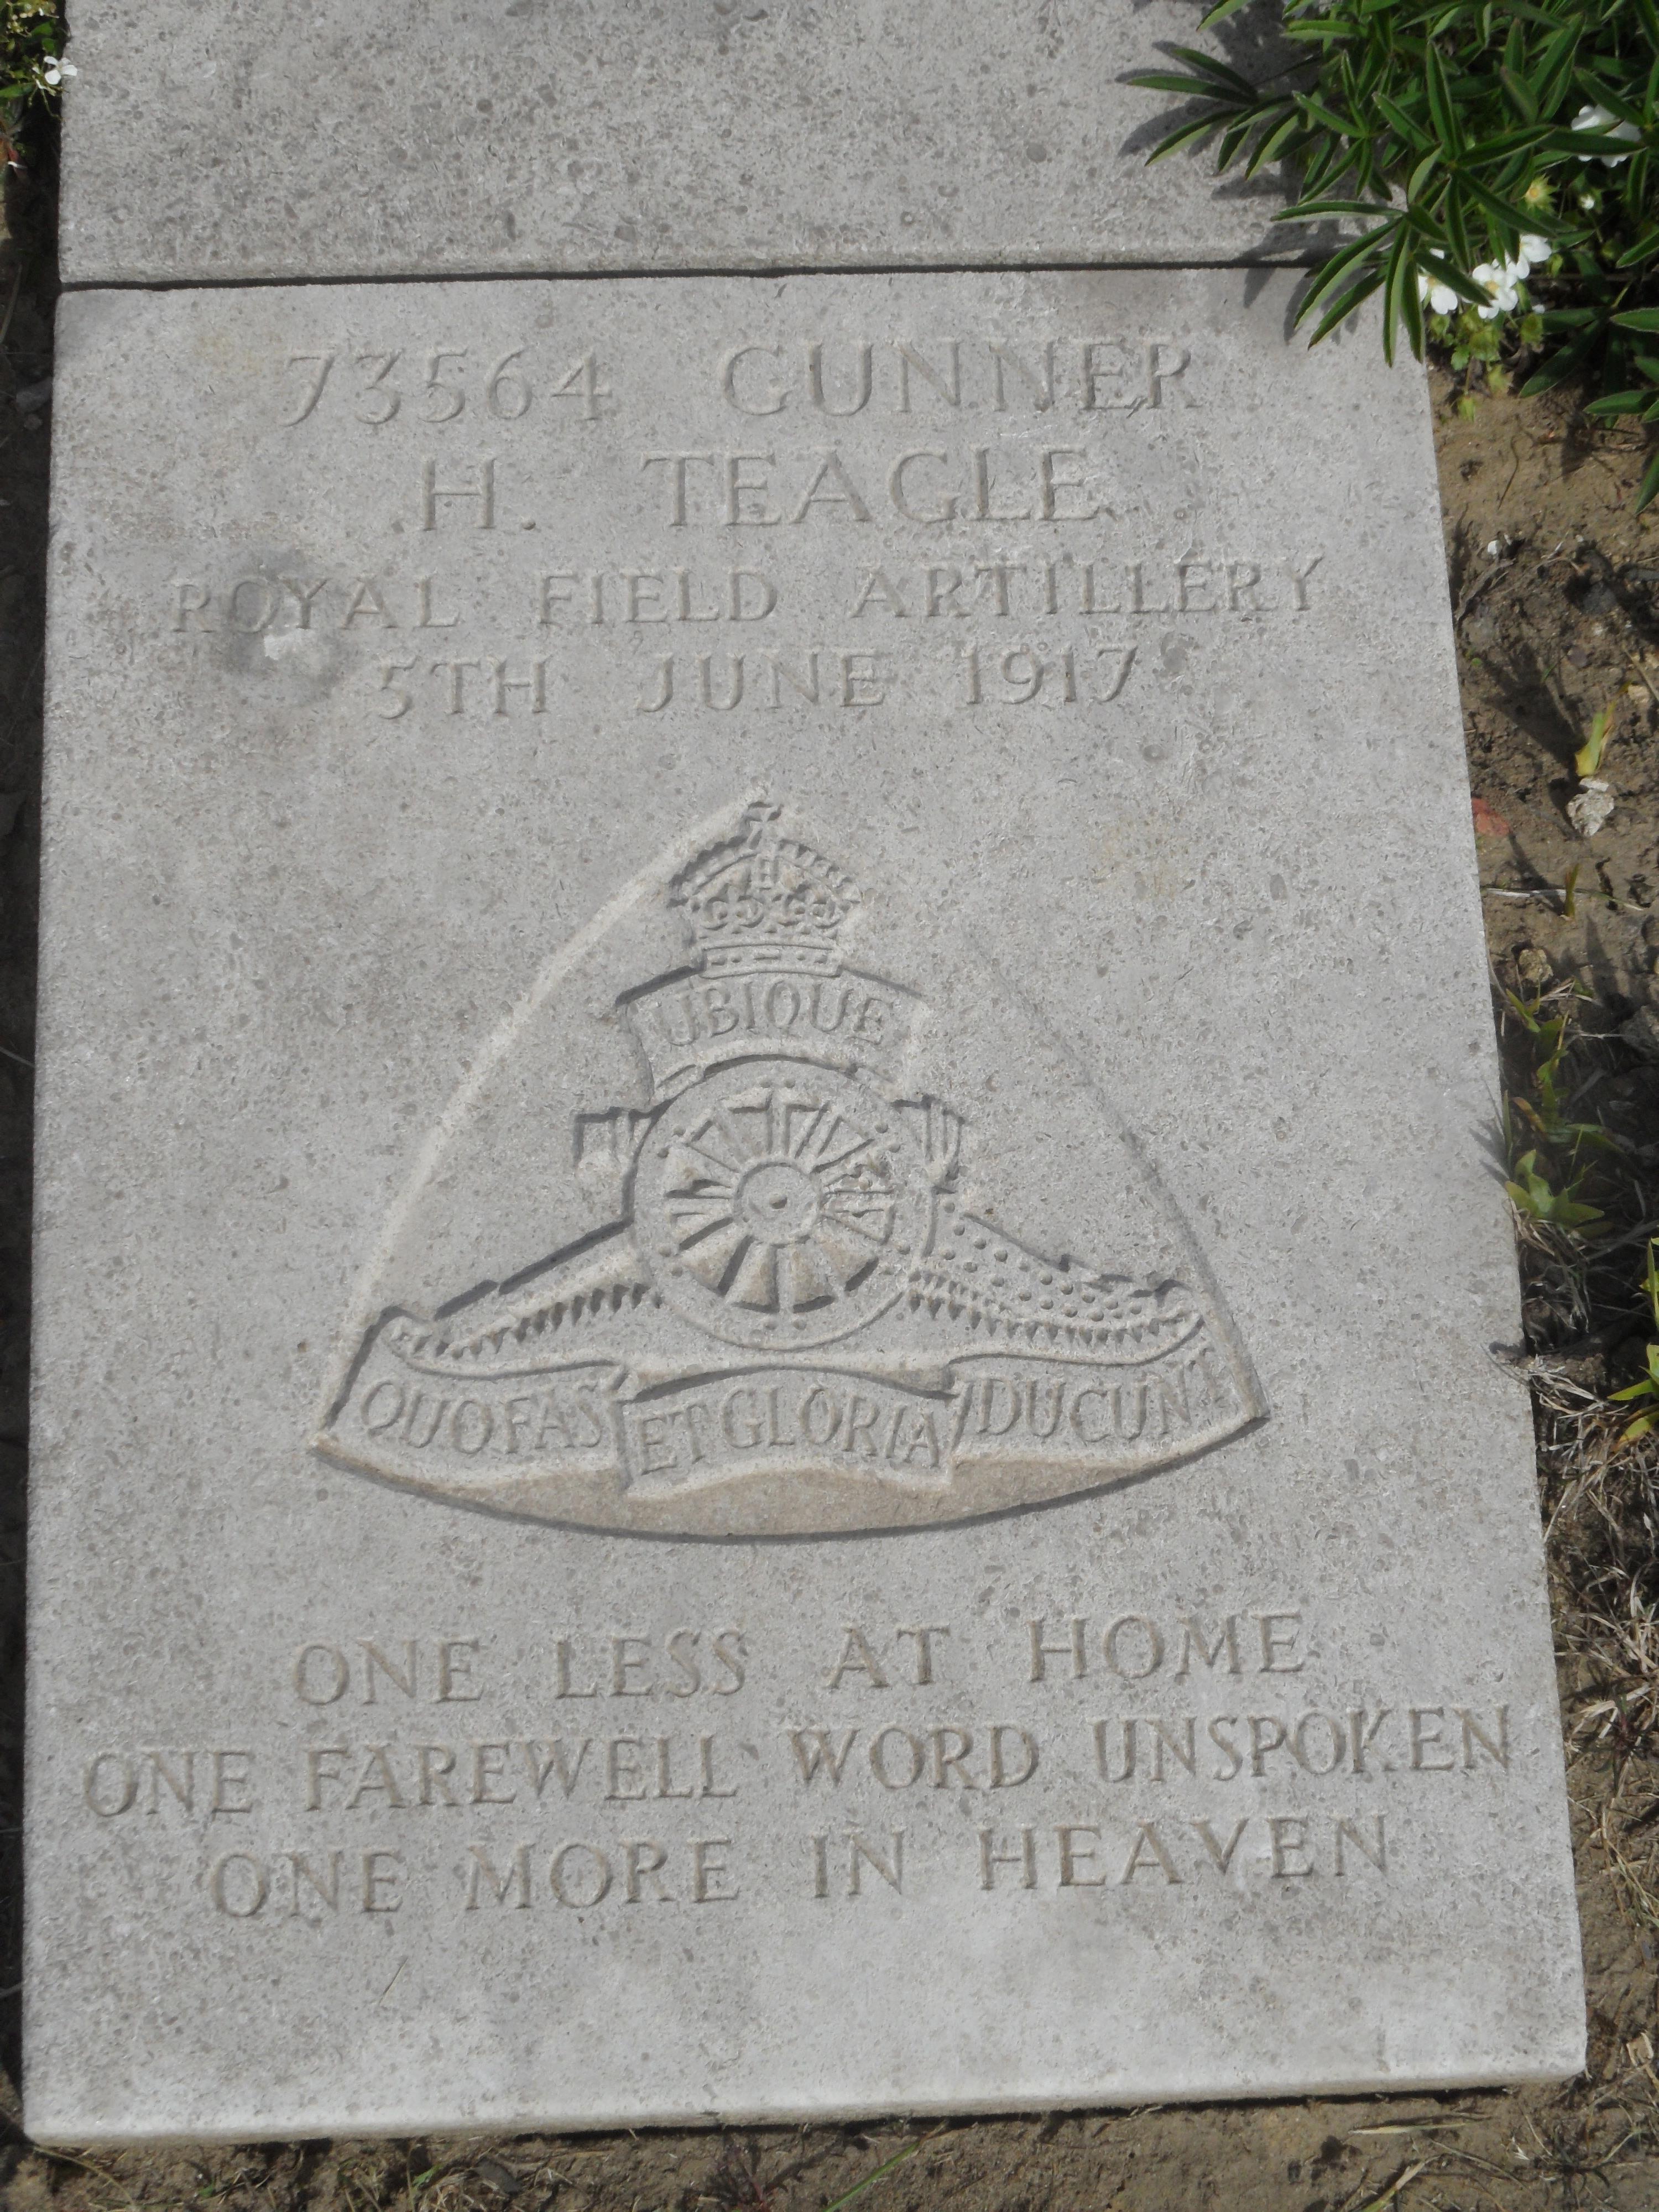 73564 GUNNER
H. TEAGLE
ROYAL FIELD ARTILLERY
5TH JUNE 1917
UBIQUE
QUO FAS ET GLORIA DUCUNT
ONE LESS AT HOME
ONE FAREWELL WORD UNSPOKEN
ONE MORE IN HEAVEN